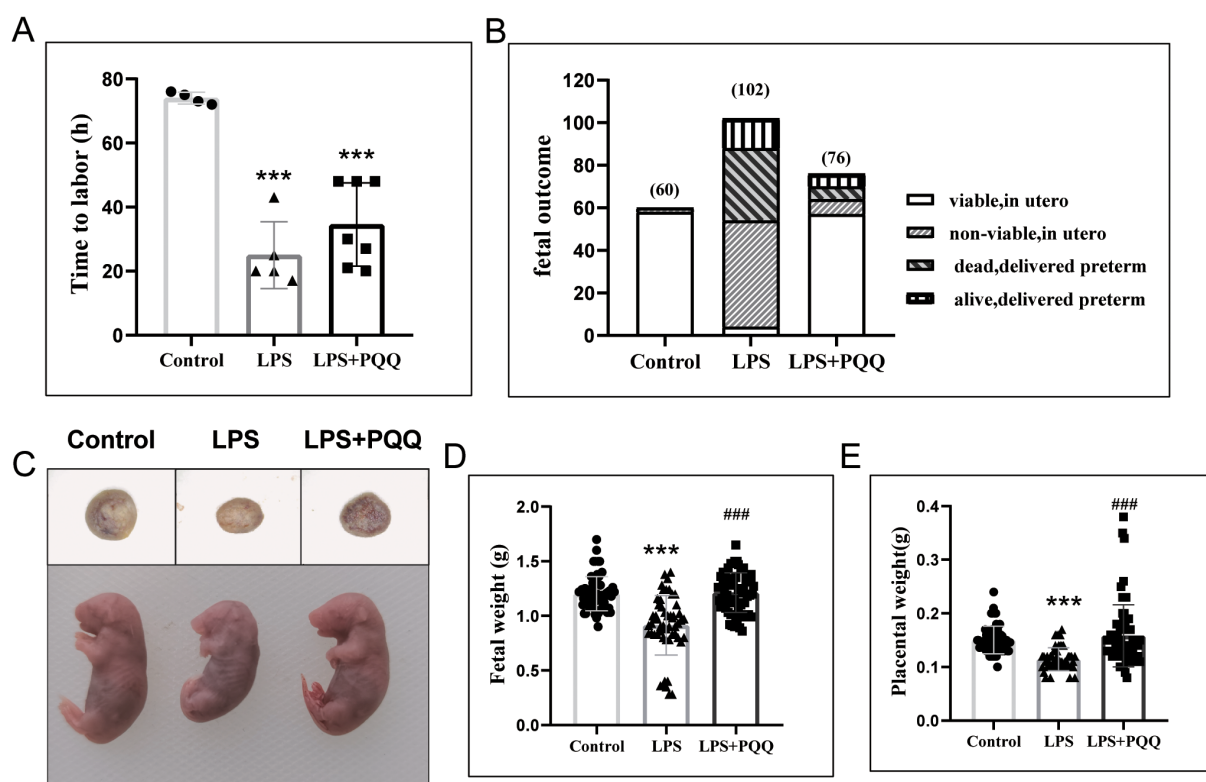 A
Time to labor (h)
80
60
40
20
0
***
***
Control
LPS
LPS+PQQ
B
fetal outcome
120
100
80
60
40
20
0
(60)
(102)
(76)
Control
LPS
LPS+PQQ
viable,in utero
non-viable,in utero
dead,delivered preterm
alive,delivered preterm
C
Control
LPS
LPS+PQQ
D
Fetal weight (g)
2.0
1.5
1.0
0.5
0.0
***
###
Control
LPS
LPS+PQQ
E
Placental weight(g)
0.4
0.3
0.2
0.1
0.0
***
###
Control
LPS
LPS+PQQ